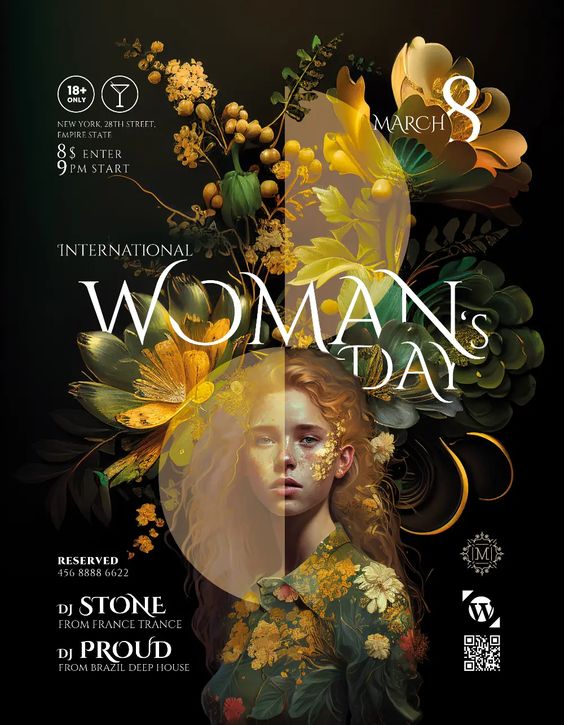 18+
ONLY
NEW YORK, 28TH STREET,
EMPIRE STATE
8$ ENTER
9PM START
MARCH 8
INTERNATIONAL
WOMAN'S
DAY
RESERVED
456 8888 6622
DJ STONE
FROM FRANCE TRANCE
DJ PROUD
FROM BRAZIL DEEP HOUSE
M
W